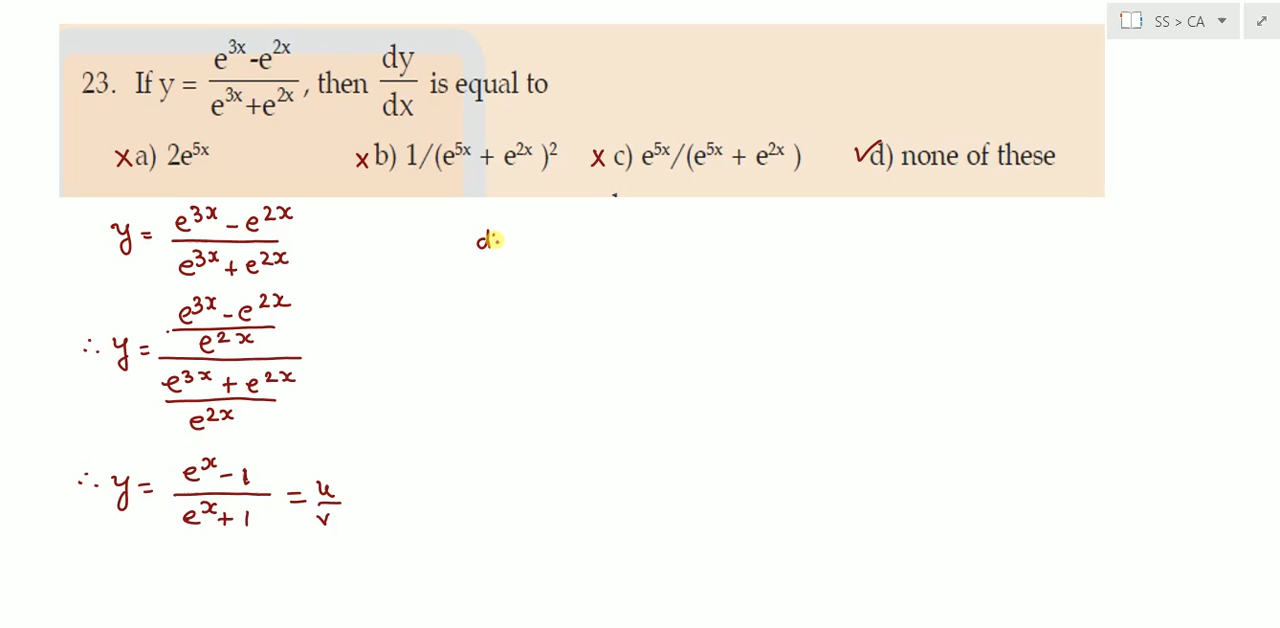 SS > CA
23. If y = (e^3x - e^2x)/(e^3x + e^2x), then dy/dx is equal to
x a) 2e^5x x b) 1/(e^5x + e^2x )^2 x c) e^5x/(e^5x + e^2x ) ✓ d) none of these
y = (e^3x - e^2x)/(e^3x + e^2x)
∴ y = ((e^3x - e^2x)/e^2x)/((e^3x + e^2x)/e^2x)
∴ y = (e^x - 1)/(e^x + 1) = u/v
d